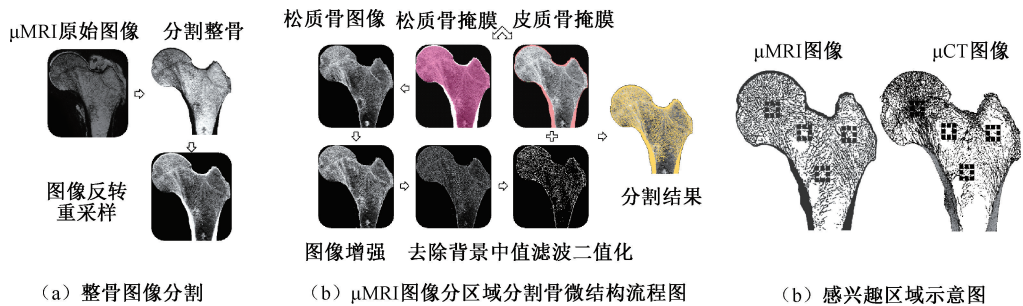 μMRI原始图像
分割整骨
图像反转
重采样
（a）整骨图像分割
松质骨图像
松质骨掩膜
皮质骨掩膜
分割结果
图像增强
去除背景中值滤波二值化
（b）μMRI图像分区域分割骨微结构流程图
μMRI图像
μCT图像
（b）感兴趣区域示意图